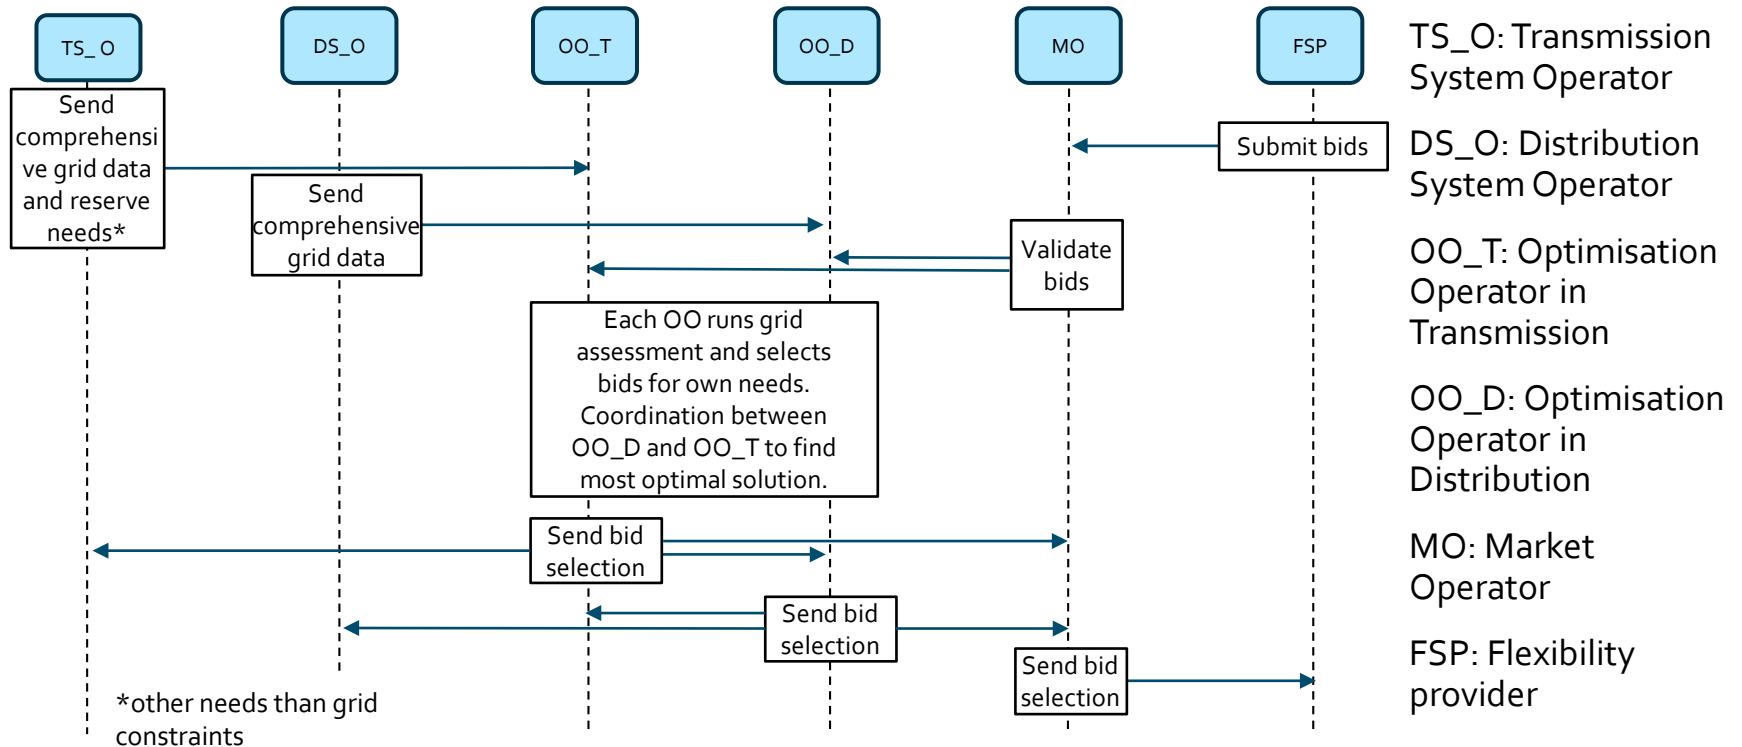 TS_ O
DS_O
OO_T
OO_D
MO
FSP
Send
comprehensi
ve grid data
and reserve
needs*
Submit bids
Send
comprehensive
grid data
Validate
bids
Each OO runs grid
assessment and selects
bids for own needs.
Coordination between
OO_D and OO_T to find
most optimal solution.
Send bid
selection
Send bid
selection
Send bid
selection
*other needs than grid
constraints
TS_O: Transmission
System Operator
DS_O: Distribution
System Operator
OO_T: Optimisation
Operator in
Transmission
OO_D: Optimisation
Operator in
Distribution
MO: Market
Operator
FSP: Flexibility
provider